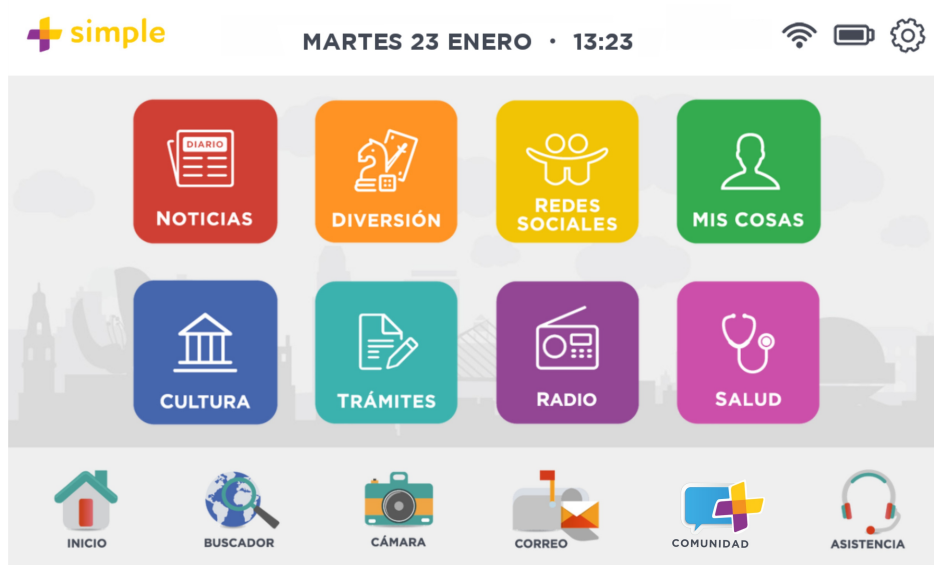 simple
MARTES 23 ENERO · 13:23
DIARIO
NOTICIAS
DIVERSIÓN
REDES
SOCIALES
MIS COSAS
CULTURA
TRÁMITES
RADIO
SALUD
INICIO
BUSCADOR
CÁMARA
CORREO
COMUNIDAD
ASISTENCIA